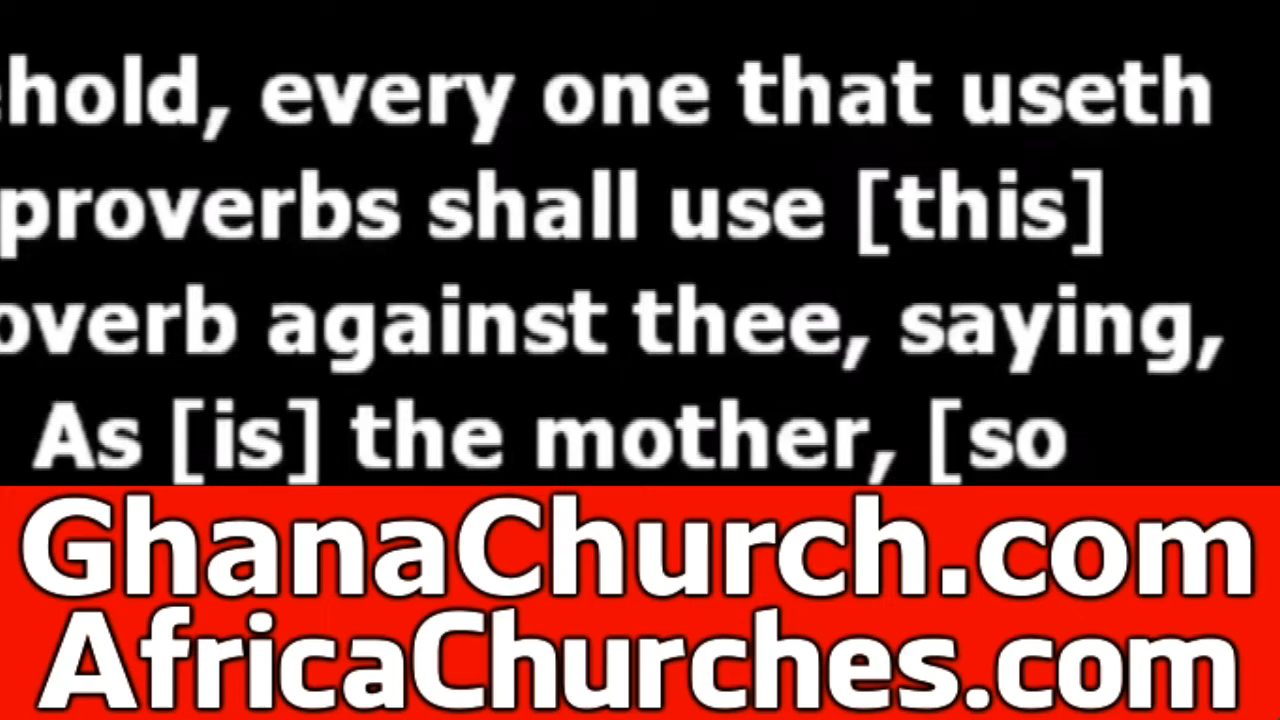 ehold, every one that useth
proverbs shall use [this]
overb against thee, saying,
As [is] the mother, [so
GhanaChurch.com
AfricaChurches.com